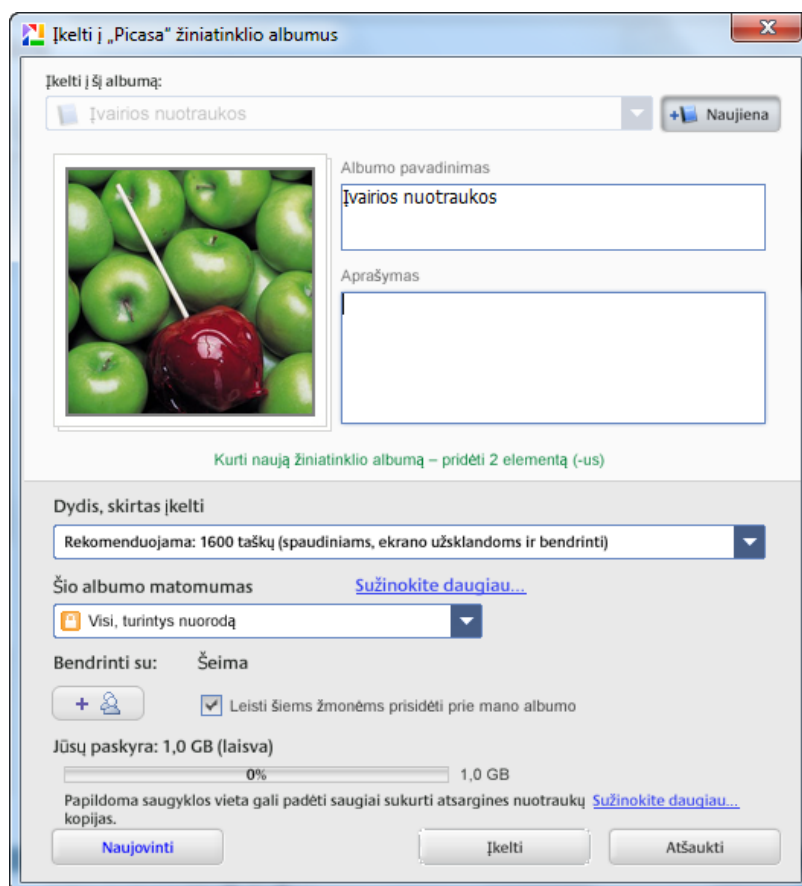 Įkelti į „Picasa“ žiniatinklio albumus
Įkelti į šį albumą:
Įvairios nuotraukos
Naujiena
Albumo pavadinimas
Įvairios nuotraukos
Aprašymas
Kurti naują žiniatinklio albumą – pridėti 2 elementą (-us)
Dydis, skirtas įkelti
Rekomenduojama: 1600 taškų (spaudiniams, ekrano užsklandoms ir bendrinti)
Šio albumo matomumas Sužinokite daugiau...
Visi, turintys nuorodą
Bendrinti su: Šeima
Leisti šiems žmonėms prisidėti prie mano albumo
Jūsų paskyra: 1,0 GB (laisva)
0% 1,0 GB
Papildoma saugyklos vieta gali padėti saugiai sukurti atsargines nuotraukų Sužinokite daugiau...
kopijas.
Naujovinti Įkelti Atšaukti